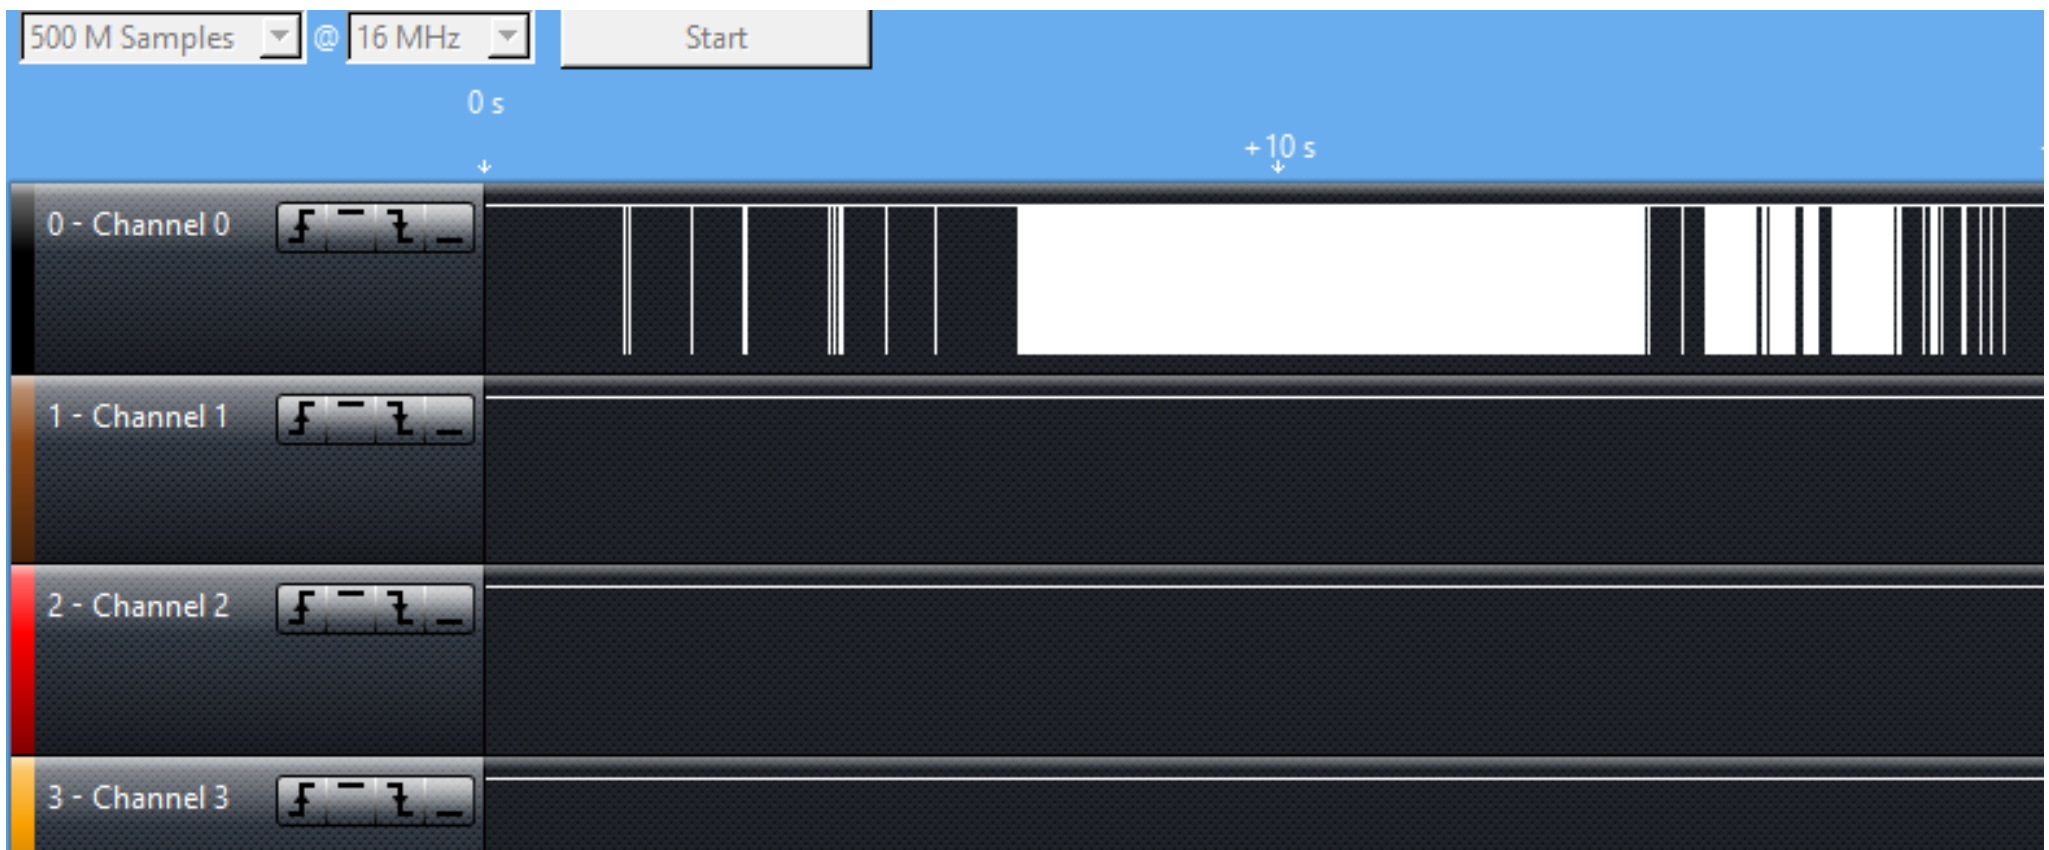 500 M Samples @ 16 MHz Start
0 s
+10 s
0 - Channel 0
1 - Channel 1
2 - Channel 2
3 - Channel 3